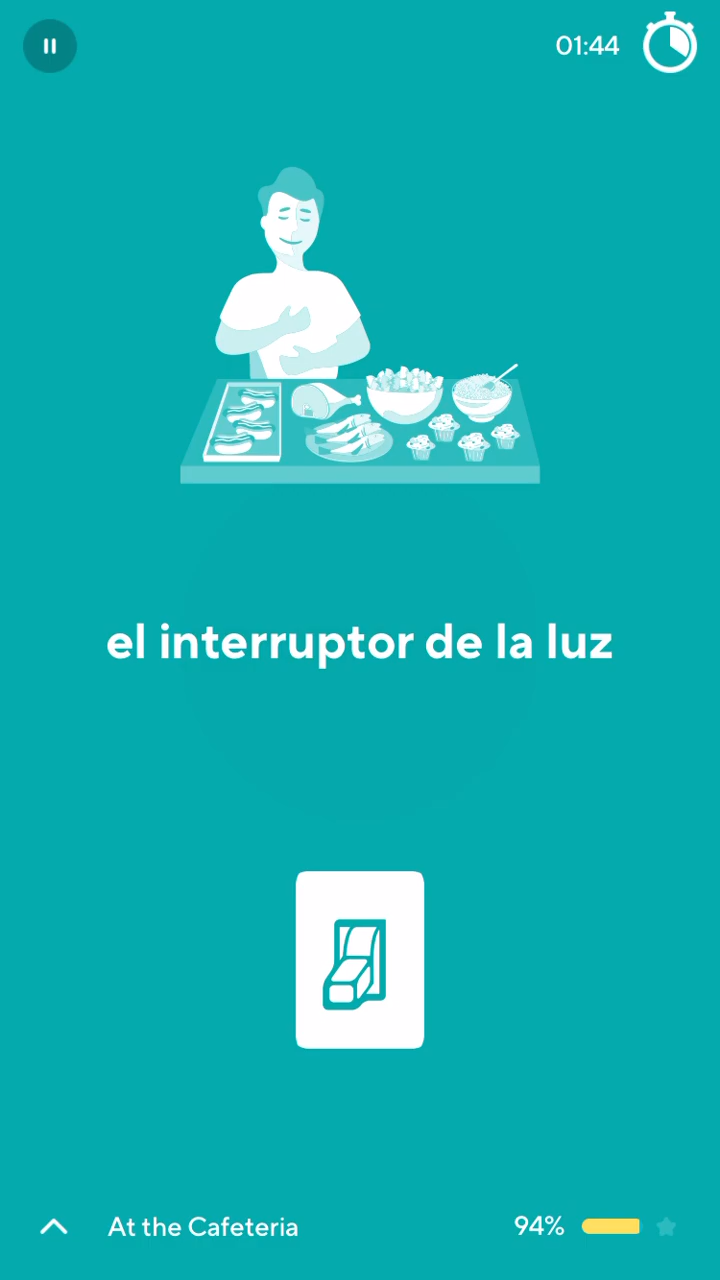 01:44
el interruptor de la luz
At the Cafeteria
94%